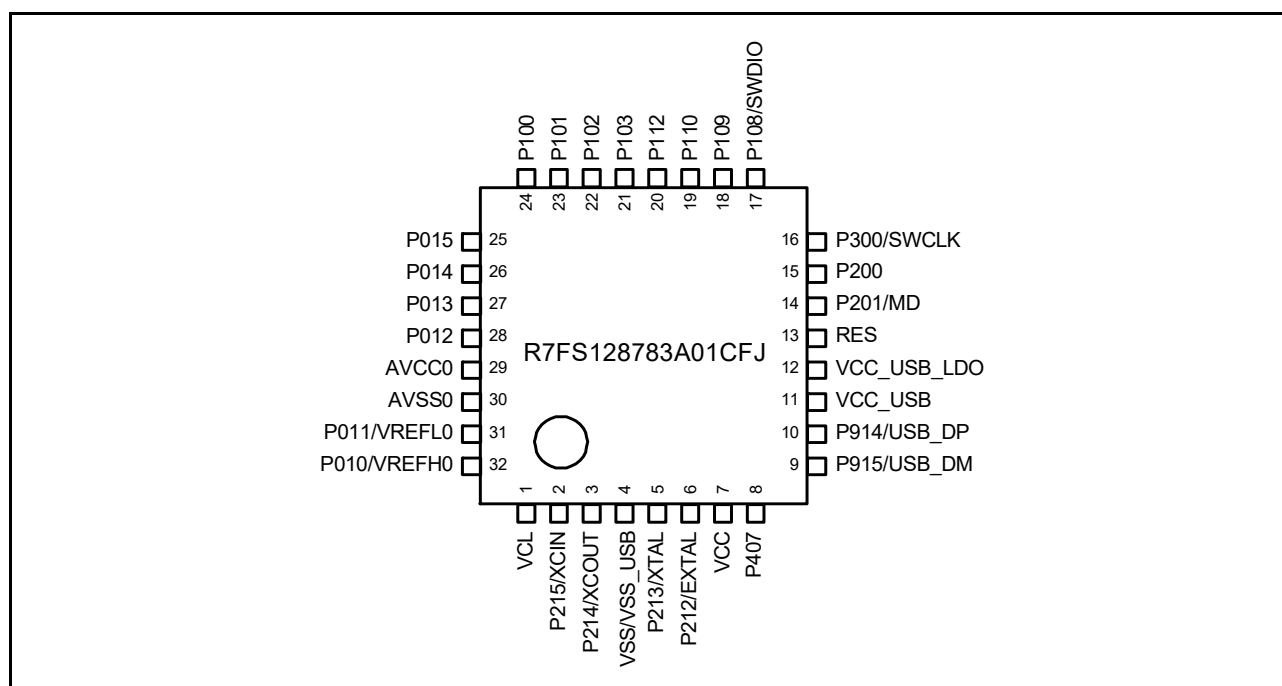 P100
P101
P102
P103
P112
P110
P109
P108/SWDIO
24
23
22
21
20
19
18
17
P015 25
P014 26
P013 27
P012 28
AVCC0 29
AVSS0 30
P011/VREFL0 31
P010/VREFH0 32
R7FS128783A01CFJ
16 P300/SWCLK
15 P200
14 P201/MD
13 RES
12 VCC_USB_LDO
11 VCC_USB
10 P914/USB_DP
9 P915/USB_DM
1
2
3
4
5
6
7
8
VCL
P215/XCIN
P214/XCOUT
VSS/VSS_USB
P213/XTAL
P212/EXTAL
VCC
P407